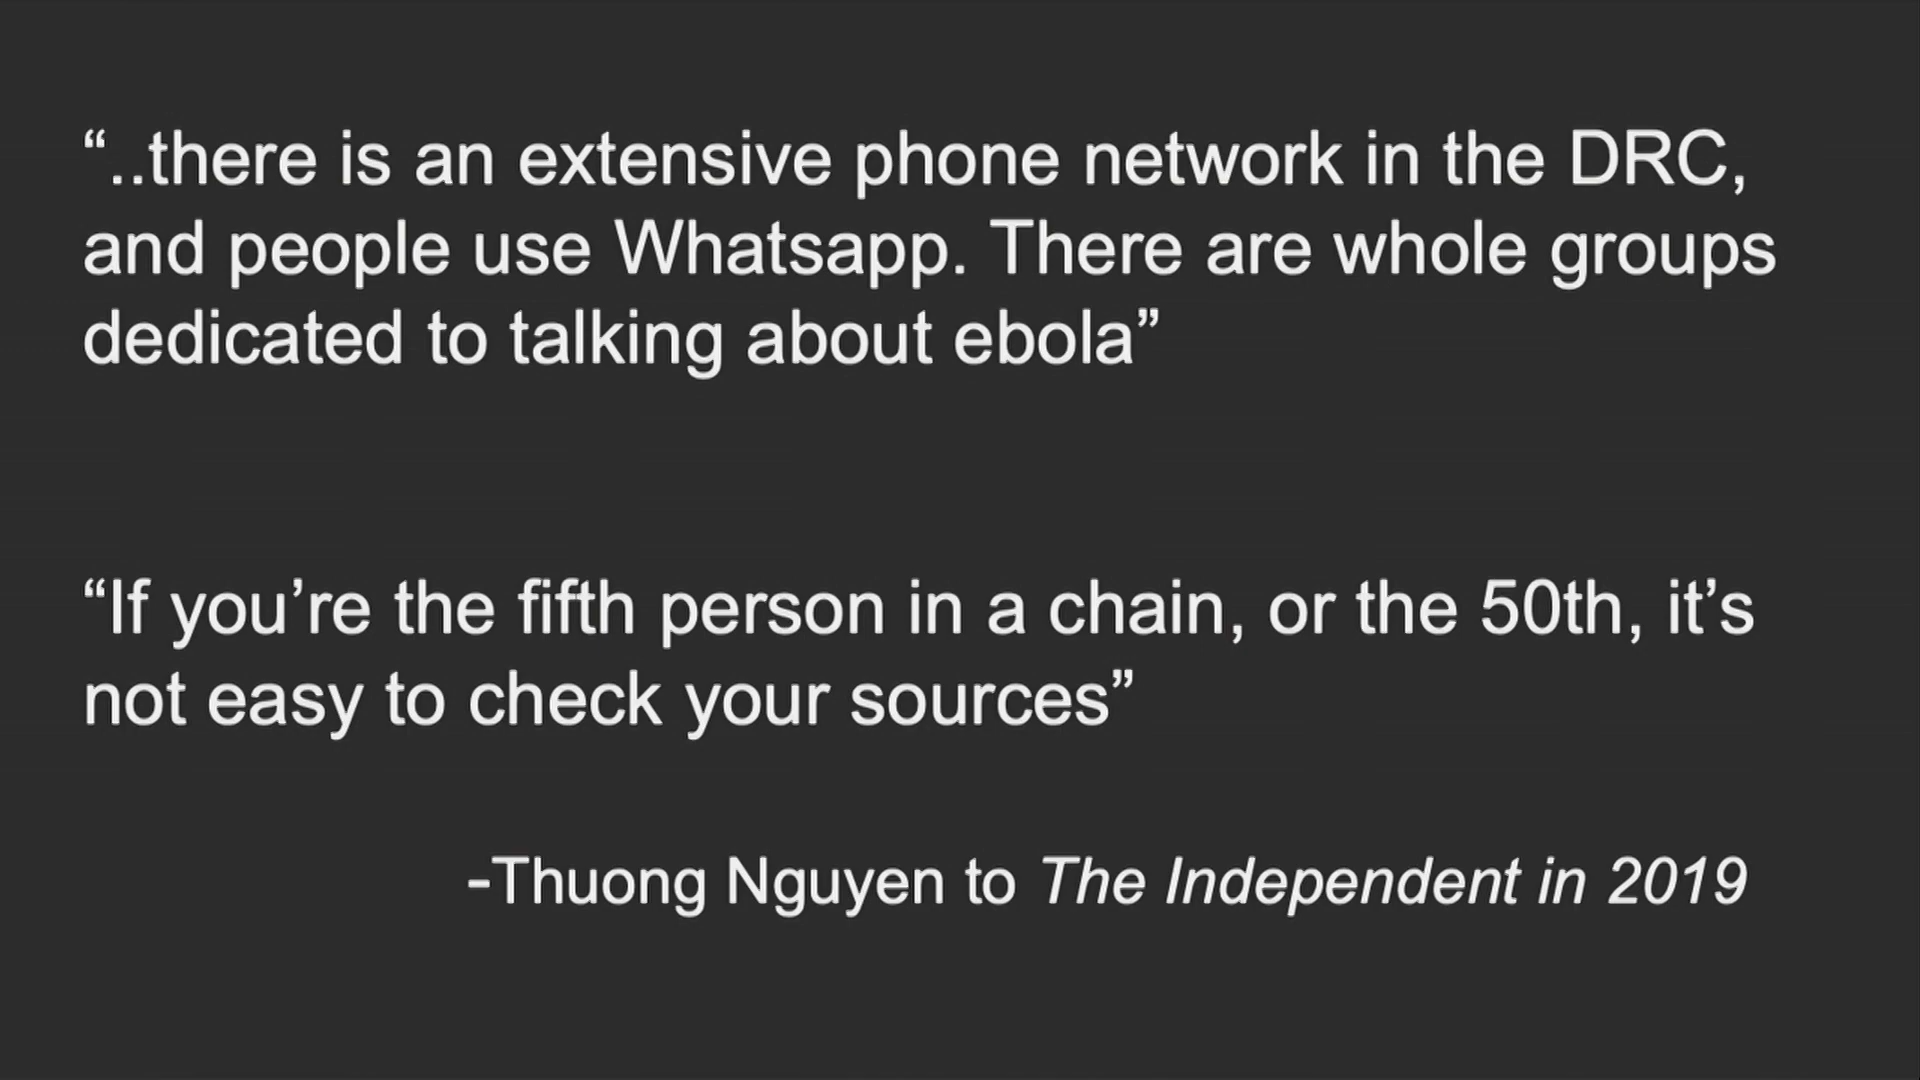 “..there is an extensive phone network in the DRC,
and people use Whatsapp. There are whole groups
dedicated to talking about ebola”
“If you’re the fifth person in a chain, or the 50th, it’s
not easy to check your sources”
-Thuong Nguyen to The Independent in 2019